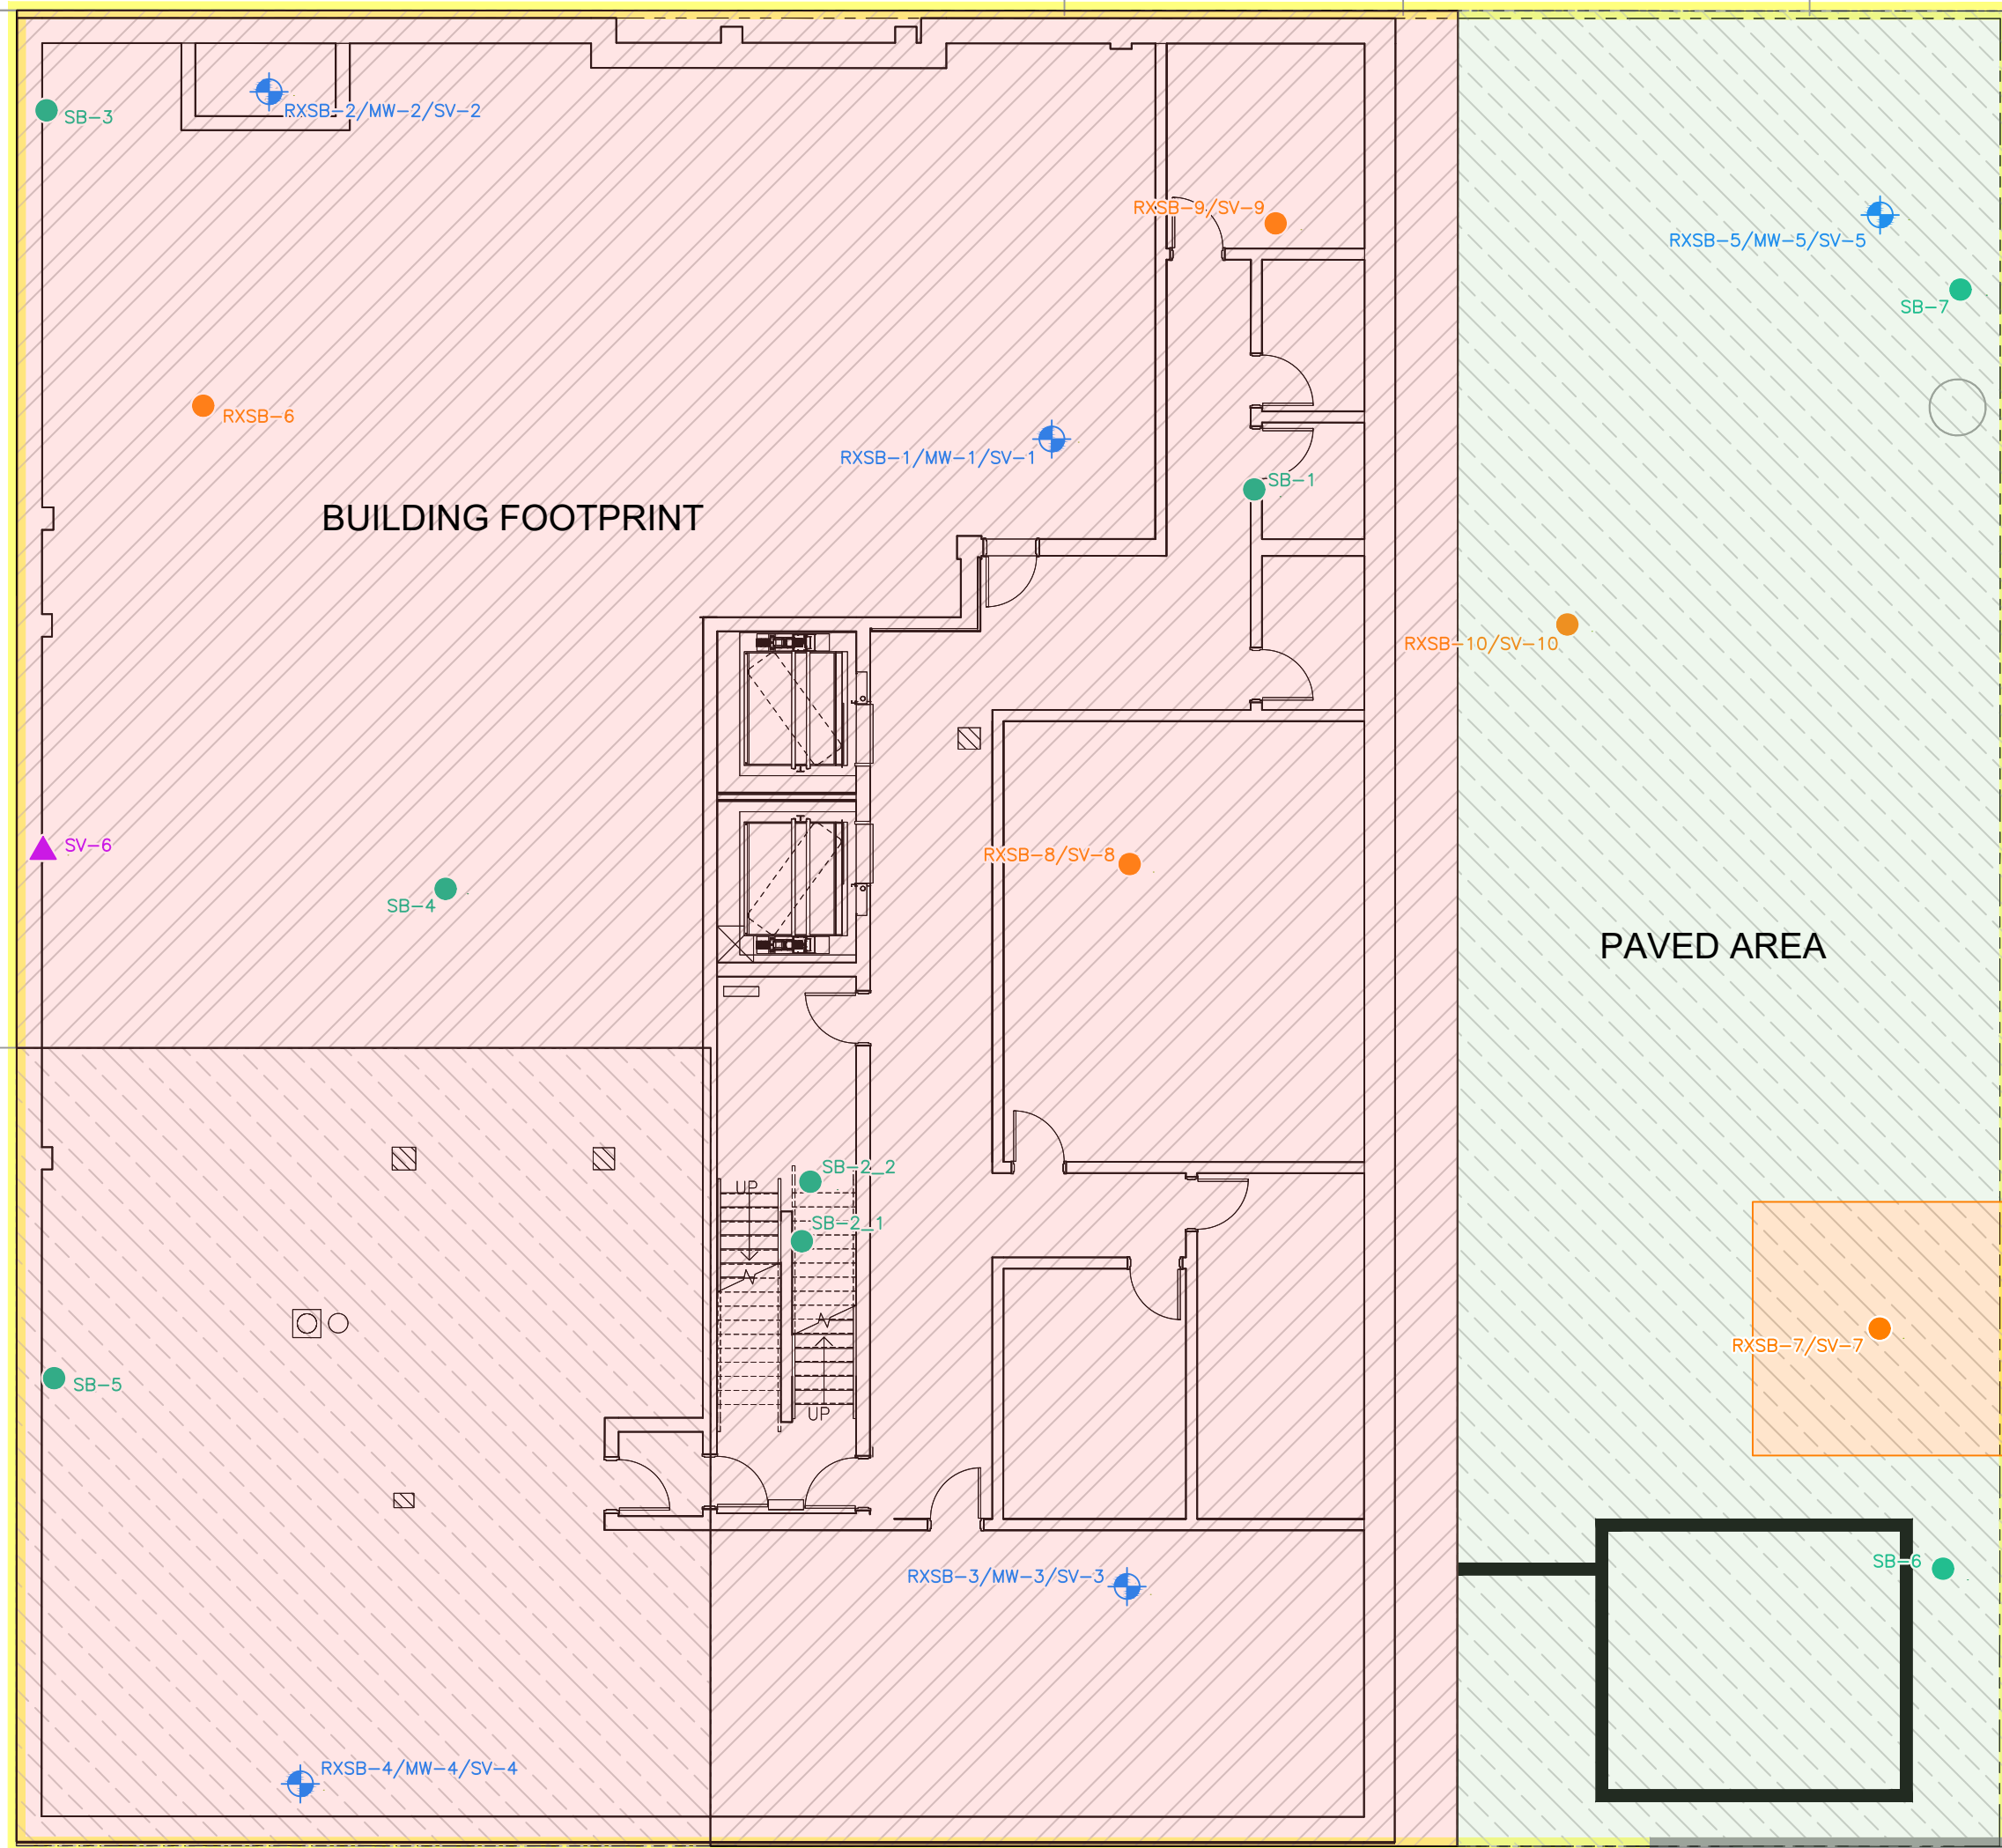 RXSB-2/MW-2/SV-2
SB-3
RXSB-9/SV-9
RXSB-5/MW-5/SV-5
SB-7
RXSB-6
RXSB-1/MW-1/SV-1
SB-1
BUILDING FOOTPRINT
RXSB-10/SV-10
SV-6
RXSB-8/SV-8
SB-4
PAVED AREA
SB-2_2
UP
SB-2_1
RXSB-7/SV-7
SB-5
UP
SB-6
RXSB-3/MW-3/SV-3
RXSB-4/MW-4/SV-4